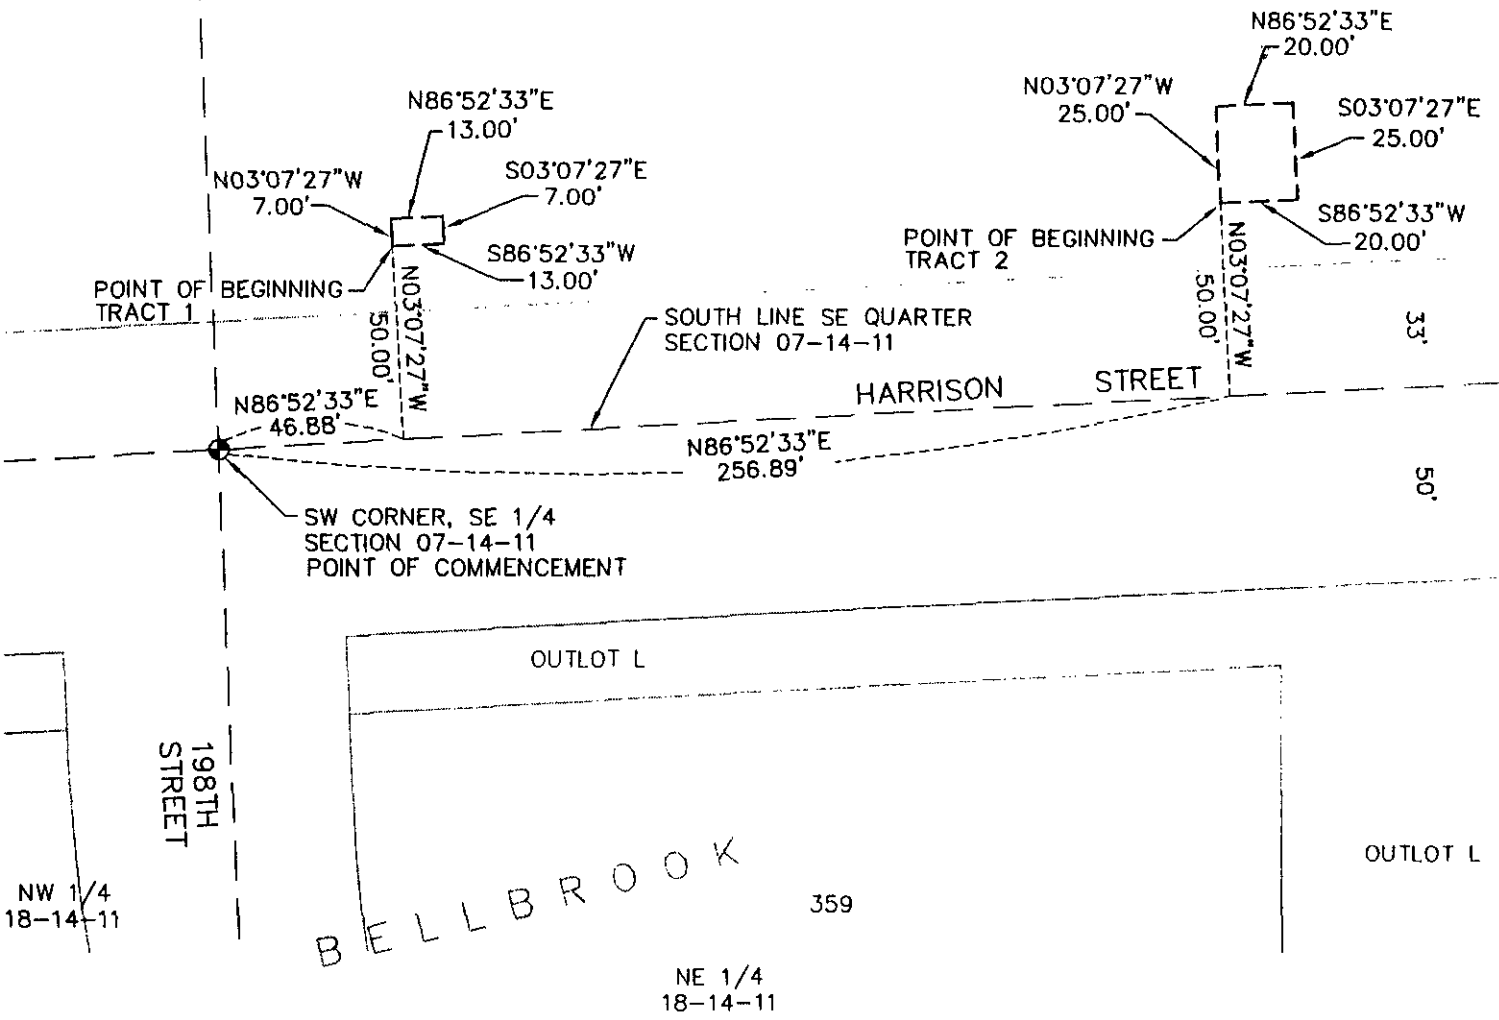 N86°52'33"E
20.00'
N03°07'27"W
25.00'
S03°07'27"E
25.00'
N86°52'33"E
13.00'
N03°07'27"W
7.00'
S03°07'27"E
7.00'
S86°52'33"W
13.00'
S86°52'33"W
20.00'
POINT OF BEGINNING
TRACT 2
POINT OF BEGINNING
TRACT 1
N03°07'27"W
50.00'
N03°07'27"W
50.00'
33'
SOUTH LINE SE QUARTER
SECTION 07-14-11
HARRISON STREET
N86°52'33"E
46.88'
N86°52'33"E
256.89'
50'
SW CORNER, SE 1/4
SECTION 07-14-11
POINT OF COMMENCEMENT
OUTLOT L
198TH
STREET
BELLBROOK
359
OUTLOT L
NW 1/4
18-14-11
NE 1/4
18-14-11